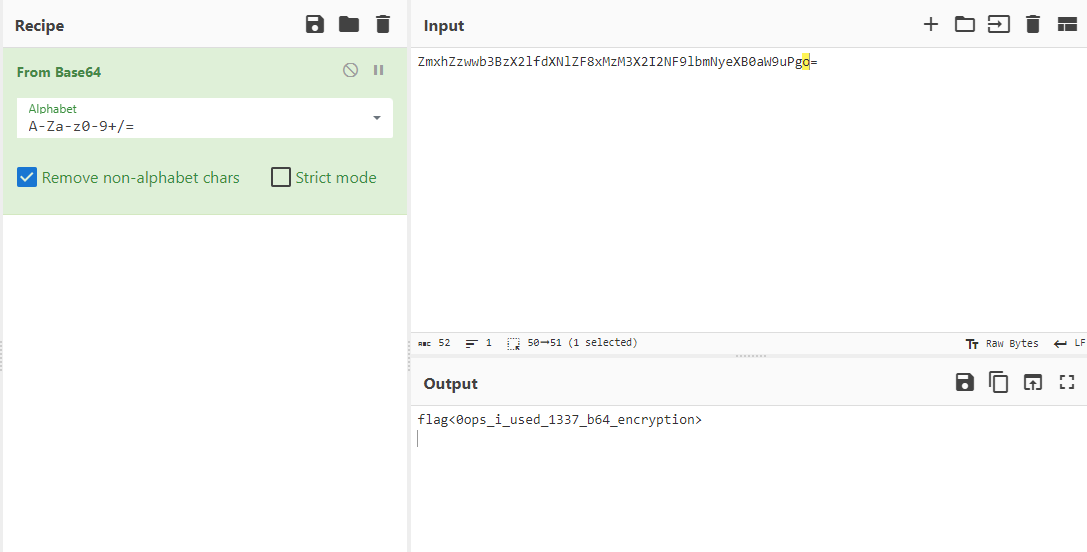 Recipe
From Base64
Alphabet
A-Za-z0-9+/=
Remove non-alphabet chars
Strict mode
Input
ZmxhZzwwb3BzX2lfdXNlZF8xMzM3X2I2NF9lbmNyeXB0aW9uPgo=
ABC 52 1 50→51 (1 selected) Raw Bytes LF
Output
flag<0ops_i_used_1337_b64_encryption>